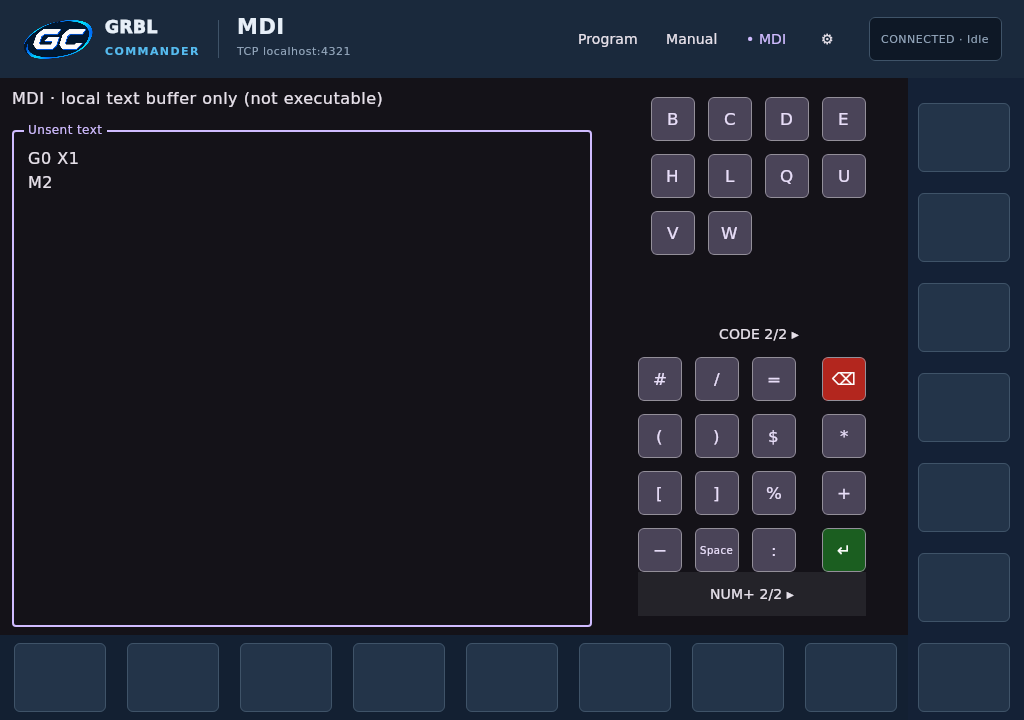 GC
GRBL
COMMANDER
MDI
TCP localhost:4321
Program
Manual
• MDI
⚙
CONNECTED · Idle
MDI · local text buffer only (not executable)
Unsent text
G0 X1
M2
B C D E
H L Q U
V W
CODE 2/2 ▸
# / = ⌫
( ) $ *
[ ] % +
− Space : ↵
NUM+ 2/2 ▸